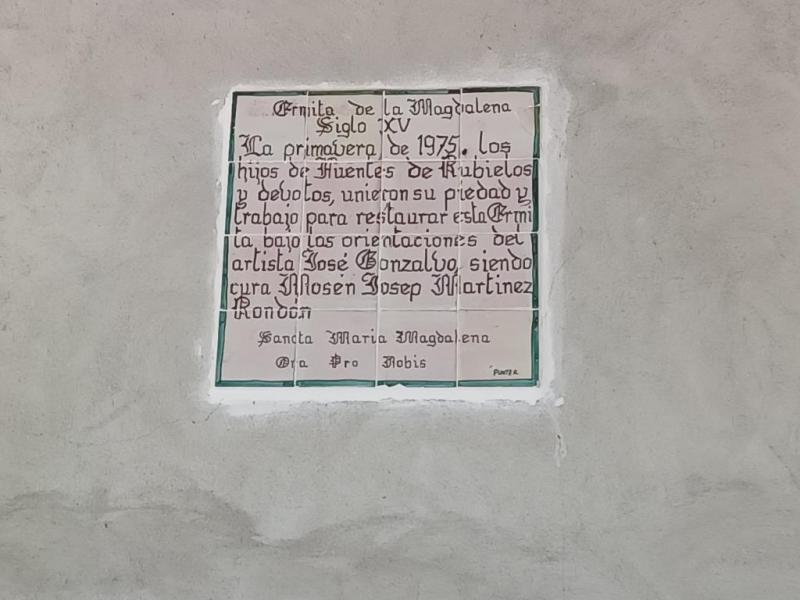 Ermita de la Magdalena
Siglo XV
La primavera de 1975. los
hijos de Fuentes de Rubielos
y devotos, unieron su piedad y
trabajo para restaurar esta Ermi
ta bajo las orientaciones del
artista José Gonzalvo, siendo
cura Mosén Josep Martinez
Rondón
Sancta Maria Magdalena
Ora Pro Nobis
PUNTER